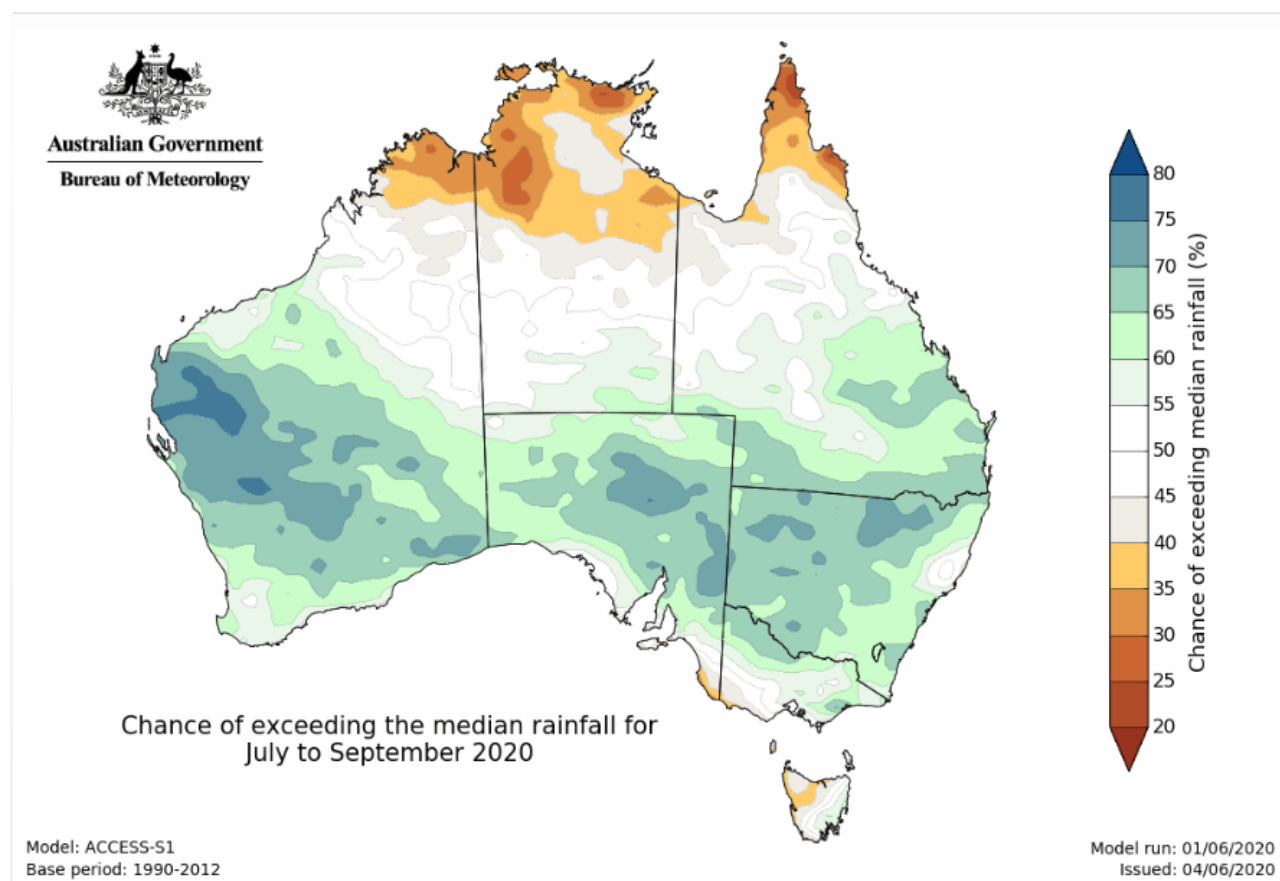 Australian Government
Bureau of Meteorology
80
75
70
65
60
55
50
45
40
35
30
25
20
Chance of exceeding median rainfall (%)
Chance of exceeding the median rainfall for
July to September 2020
Model: ACCESS-S1
Base period: 1990-2012
Model run: 01/06/2020
Issued: 04/06/2020